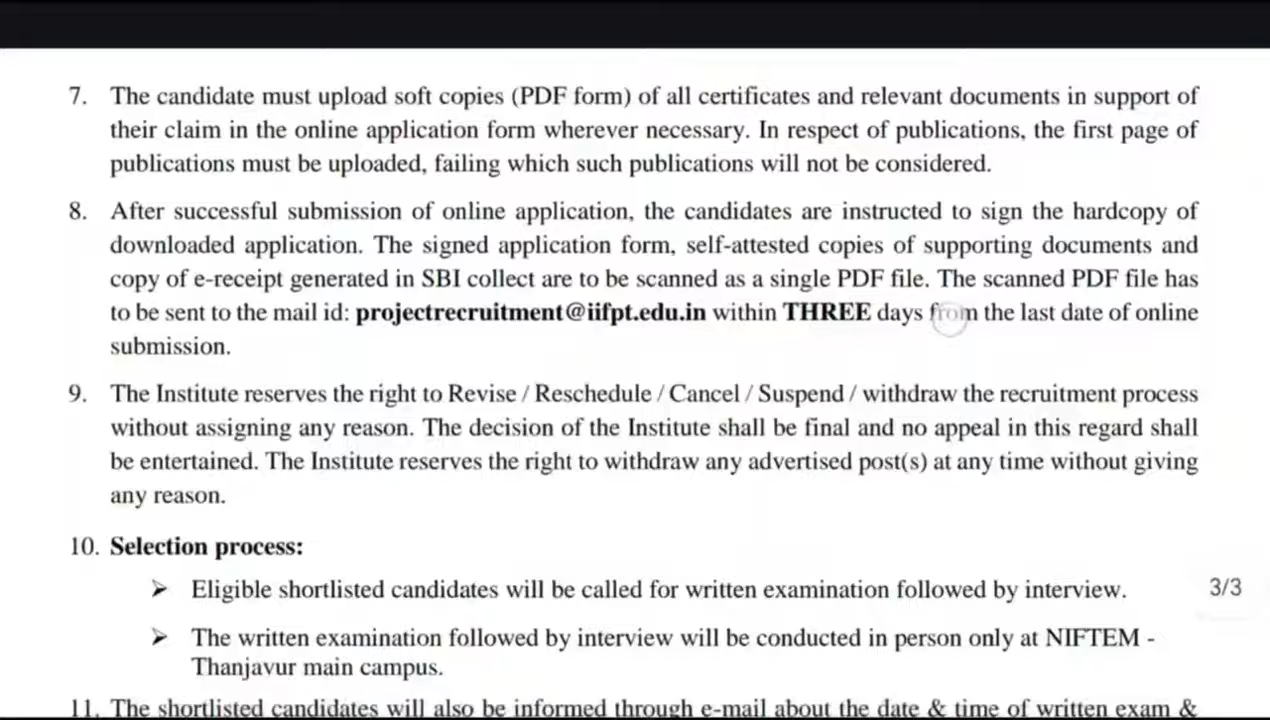 7. The candidate must upload soft copies (PDF form) of all certificates and relevant documents in support of
their claim in the online application form wherever necessary. In respect of publications, the first page of
publications must be uploaded, failing which such publications will not be considered.
8. After successful submission of online application, the candidates are instructed to sign the hardcopy of
downloaded application. The signed application form, self-attested copies of supporting documents and
copy of e-receipt generated in SBI collect are to be scanned as a single PDF file. The scanned PDF file has
to be sent to the mail id: projectrecruitment@iifpt.edu.in within THREE days from the last date of online
submission.
9. The Institute reserves the right to Revise / Reschedule / Cancel / Suspend / withdraw the recruitment process
without assigning any reason. The decision of the Institute shall be final and no appeal in this regard shall
be entertained. The Institute reserves the right to withdraw any advertised post(s) at any time without giving
any reason.
10. Selection process:
➤ Eligible shortlisted candidates will be called for written examination followed by interview.
3/3
➤ The written examination followed by interview will be conducted in person only at NIFTEM -
Thanjavur main campus.
11. The shortlisted candidates will also be informed through e-mail about the date & time of written exam &